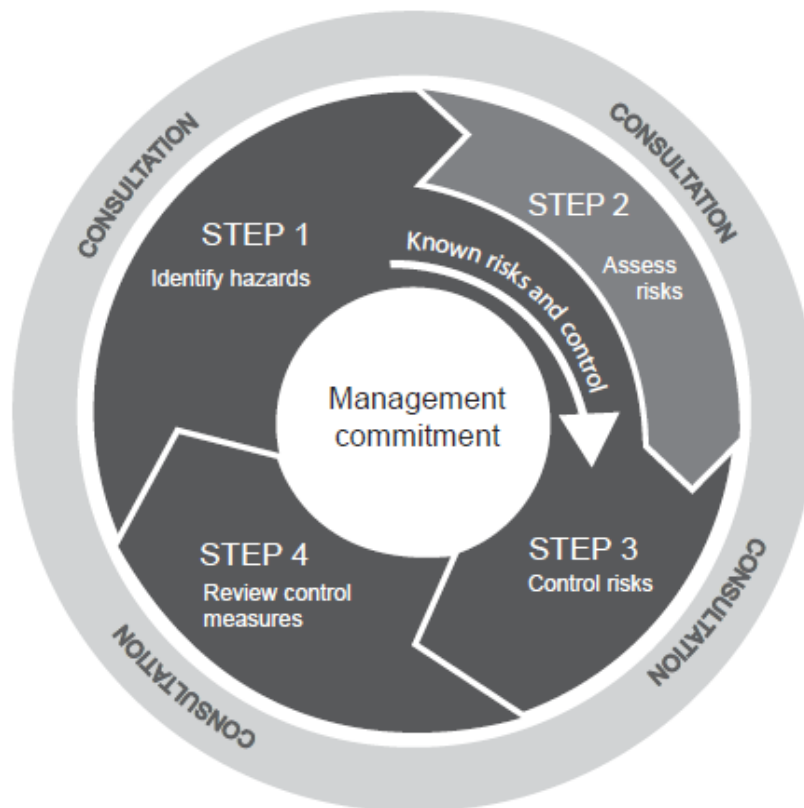 CONSULTATION
CONSULTATION
STEP 1
Identify hazards
STEP 2
Assess
risks
Known risks and control
Management
commitment
STEP 3
Control risks
STEP 4
Review control
measures
CONSULTATION
CONSULTATION